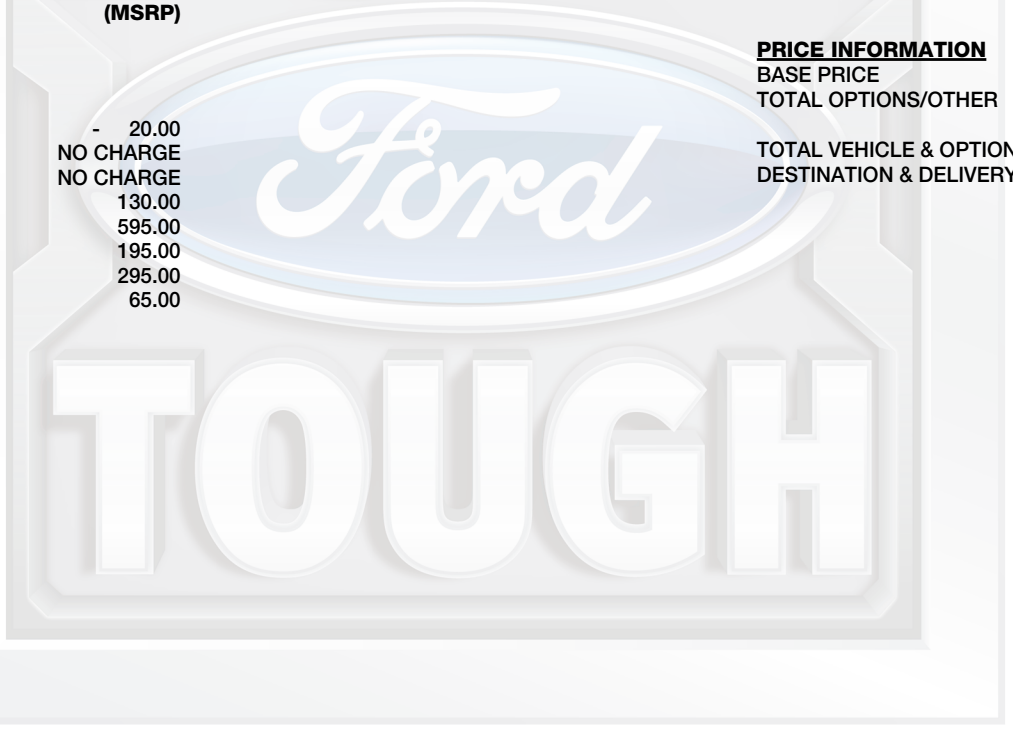 (MSRP)
- 20.00
NO CHARGE
NO CHARGE
130.00
595.00
195.00
295.00
65.00
PRICE INFORMATION
BASE PRICE
TOTAL OPTIONS/OTHER
TOTAL VEHICLE & OPTION
DESTINATION & DELIVERY
Ford
TOUGH